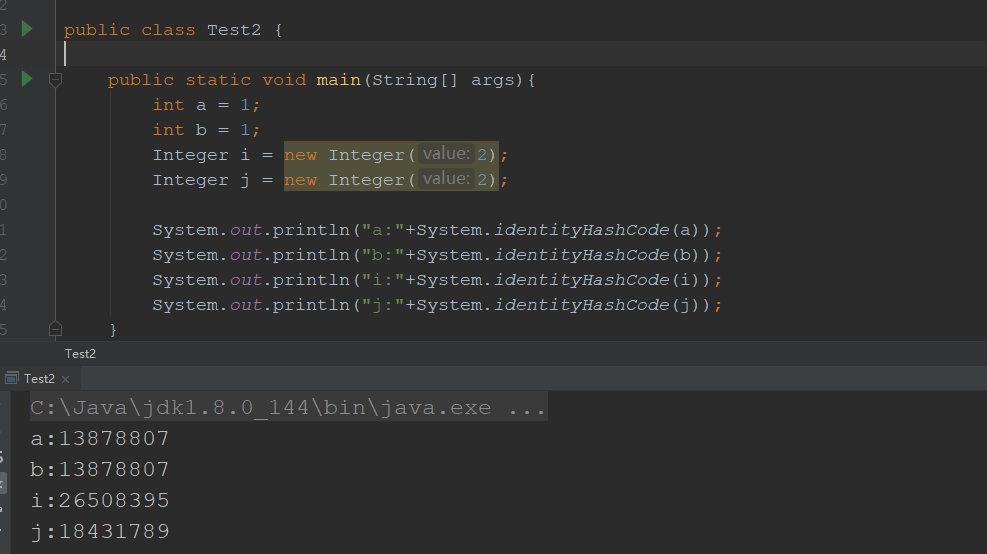 2
3 public class Test2 {
4
5 public static void main(String[] args){
6 int a = 1;
7 int b = 1;
8 Integer i = new Integer( value: 2);
9 Integer j = new Integer( value: 2);
0
1 System.out.println("a:"+System.identityHashCode(a));
2 System.out.println("b:"+System.identityHashCode(b));
3 System.out.println("i:"+System.identityHashCode(i));
4 System.out.println("j:"+System.identityHashCode(j));
5 }
Test2
Test2 ×
C:\Java\jdk1.8.0_144\bin\java.exe ...
a:13878807
b:13878807
i:26508395
j:18431789